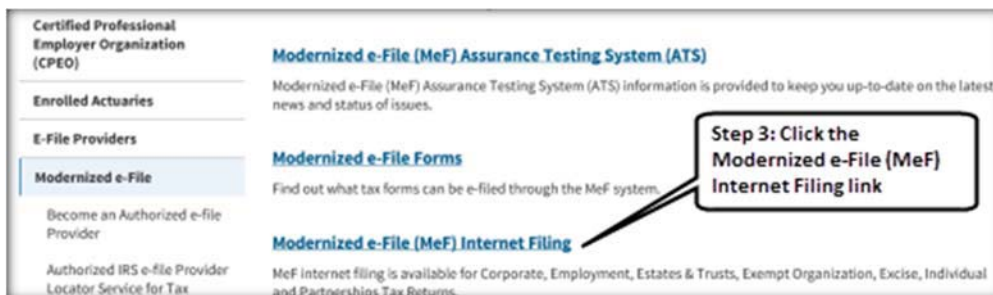 Certified Professional
Employer Organization
(CPEO)
Enrolled Actuaries
E-File Providers
Modernized e-File
Become an Authorized e-file
Provider
Authorized IRS e-file Provider
Locator Service for Tax
Modernized e-File (MeF) Assurance Testing System (ATS)
Modernized e-File (MeF) Assurance Testing System (ATS) information is provided to keep you up-to-date on the latest
news and status of issues.
Modernized e-File Forms
Find out what tax forms can be e-filed through the MeF system.
Modernized e-File (MeF) Internet Filing
MeF internet filing is available for Corporate, Employment, Estates & Trusts, Exempt Organization, Excise, Individual
and Partnerships Tax Returns.
Step 3: Click the
Modernized e-File (MeF)
Internet Filing link